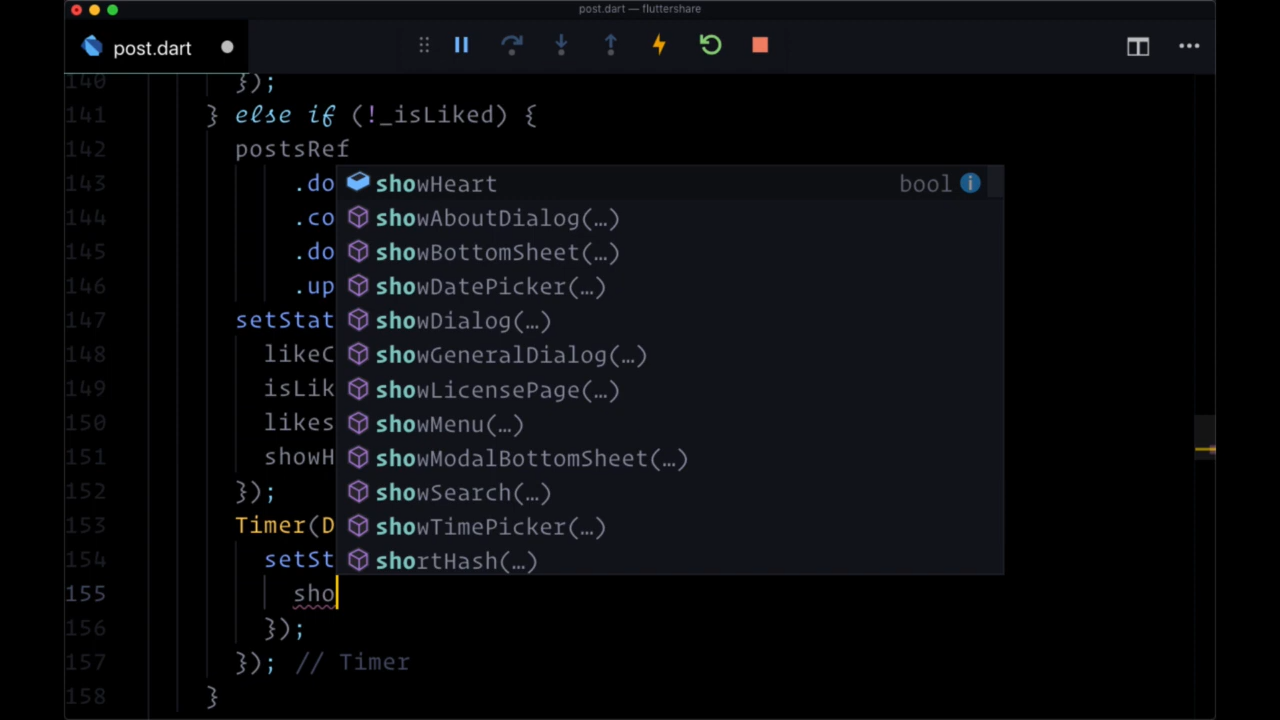 post.dart — fluttershare
post.dart
140 });
141 } else if (!_isLiked) {
142 postsRef
143 .do showHeart bool
144 .co showAboutDialog(…)
145 .do showBottomSheet(…)
146 .up showDatePicker(…)
147 setStat showDialog(…)
148 likeC showGeneralDialog(…)
149 isLik showLicensePage(…)
150 likes showMenu(…)
151 showH showModalBottomSheet(…)
152 }); showSearch(…)
153 Timer(D showTimePicker(…)
154 setSt shortHash(…)
155 sho
156 });
157 }); // Timer
158 }